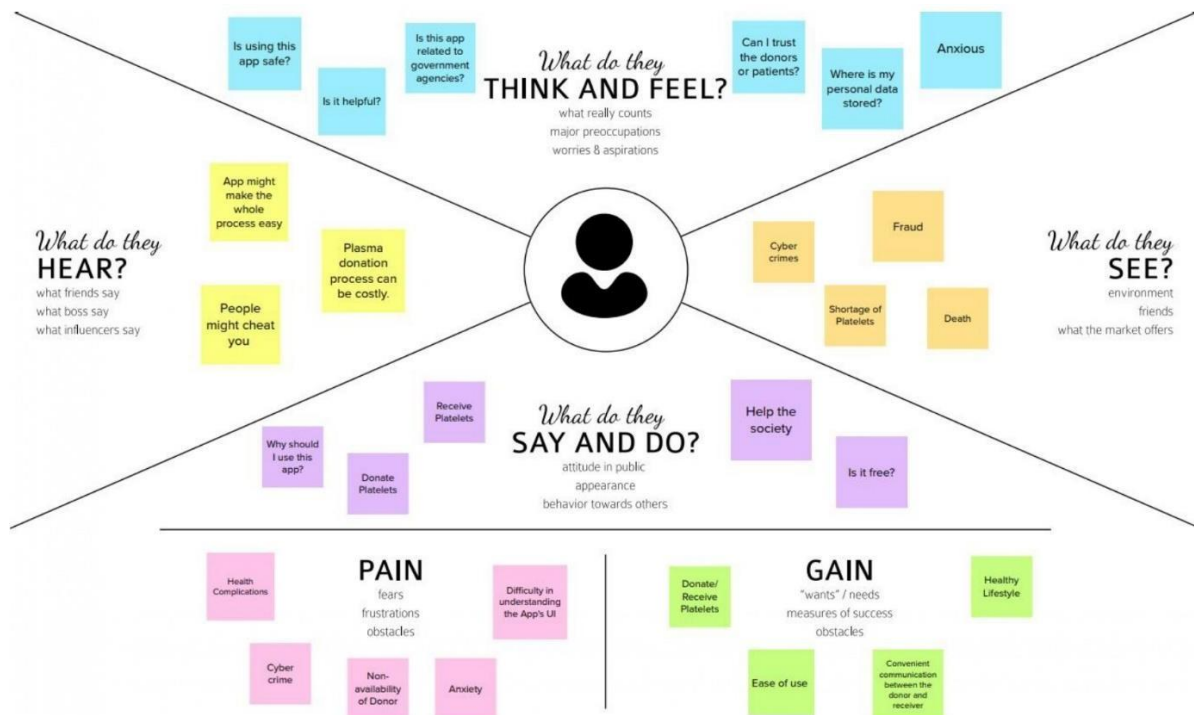 Is using this
app safe?
Is it helpful?
Is this app
related to
government
agencies?
What do they
THINK AND FEEL?
what really counts
major preoccupations
worries & aspirations
Can I trust
the donors
or patients?
Where is my
personal data
stored?
Anxious
What do they
HEAR?
what friends say
what boss say
what influencers say
App might
make the
whole
process easy
Plasma
donation
process can
be costly.
People
might cheat
you
Cyber
crimes
Fraud
Shortage of
Platelets
Death
What do they
SEE?
environment
friends
what the market offers
Why should
I use this
app?
Donate
Platelets
Receive
Platelets
What do they
SAY AND DO?
attitude in public
appearance
behavior towards others
Help the
society
Is it free?
Health
Complications
PAIN
fears
frustrations
obstacles
Difficulty in
understanding
the App's UI
Cyber
crime
Non-
availability
of Donor
Anxiety
Donate/
Receive
Platelets
GAIN
"wants" / needs
measures of success
obstacles
Healthy
Lifestyle
Ease of use
Convenient
communication
between the
donor and
receiver